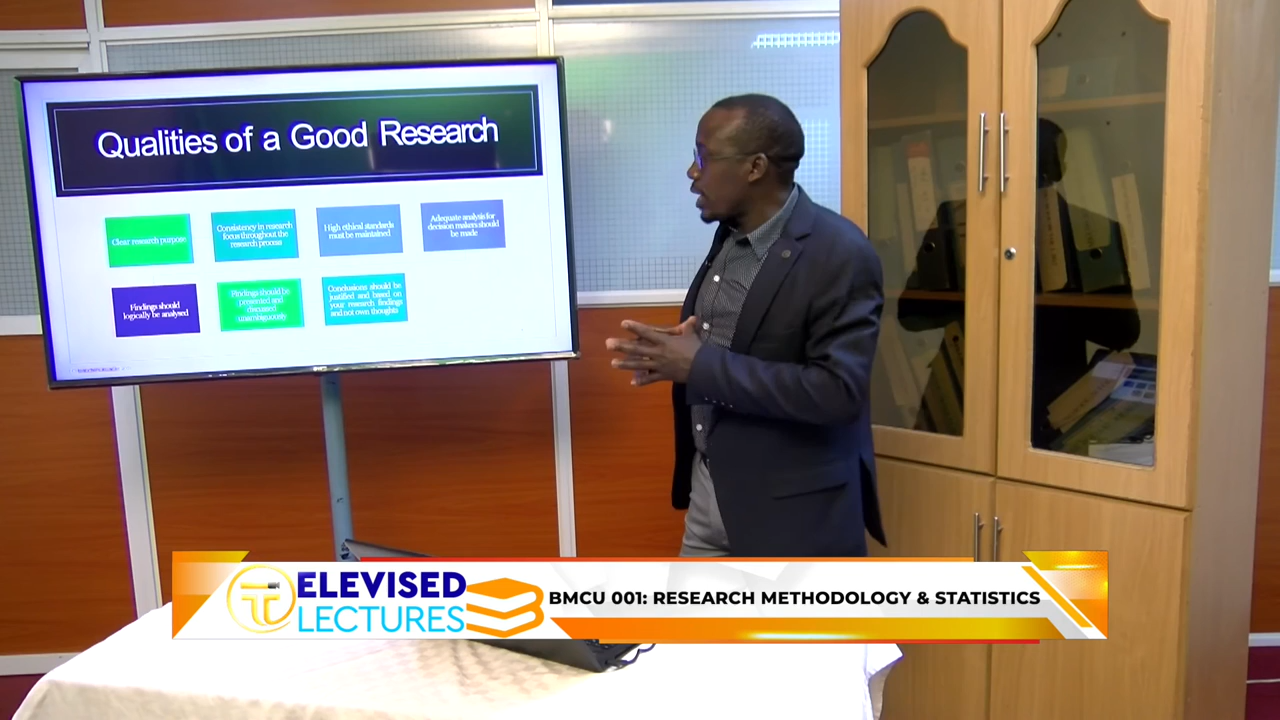 Qualities of a Good Research
Clear research purpose
Consistency in research
focus throughout the
research process
High ethical standards
must be maintained
Adequate analysis for
decision makers should
be made
Findings should
logically be analysed
Findings should be
presented and
discussed
unambiguously
Conclusions should be
justified and based on
your research findings
and not own thoughts
TELEVISED
LECTURES
BMCU 001: RESEARCH METHODOLOGY & STATISTICS